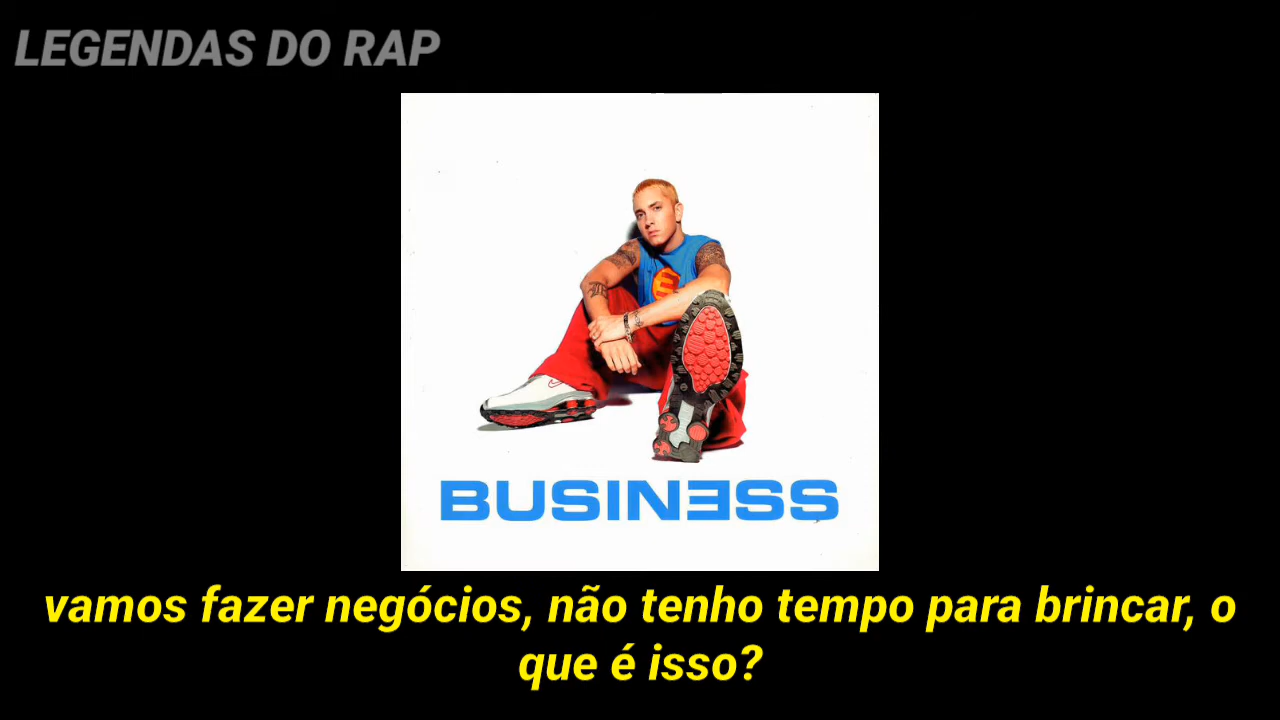 LEGENDAS DO RAP
E
BUSINƎSS
vamos fazer negócios, não tenho tempo para brincar, o
que é isso?